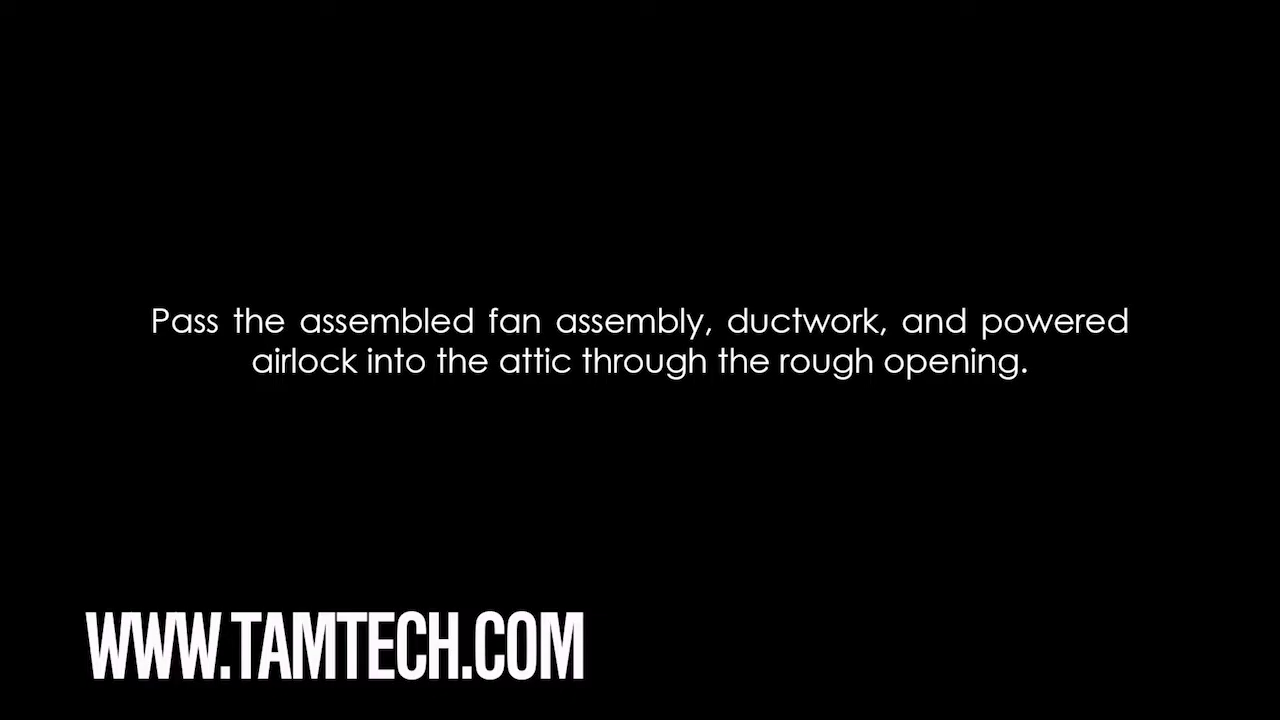 Pass the assembled fan assembly, ductwork, and powered
airlock into the attic through the rough opening.
WWW.TAMTECH.COM